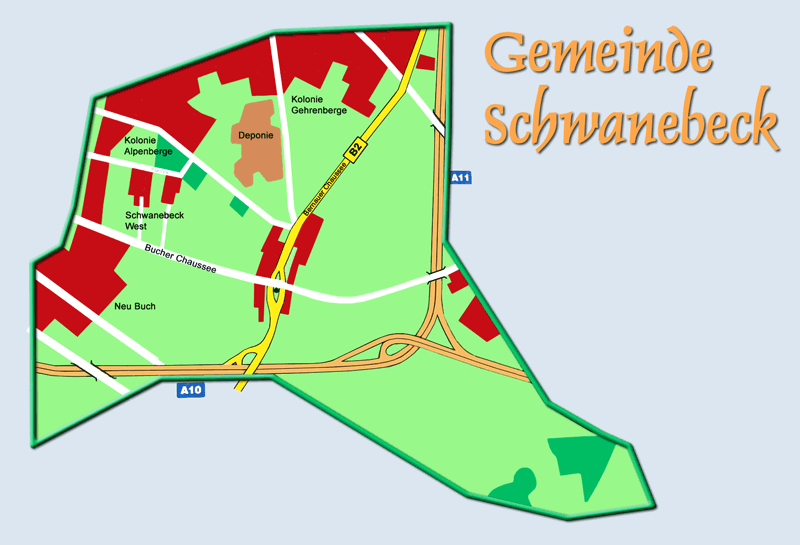 Gemeinde
Schwanebeck
Kolonie
Gehrenberge
Deponie
Kolonie
Alpenberge
B2
A11
Bernauer Chaussee
Schwanebeck
West
Bucher Chaussee
Neu Buch
A10